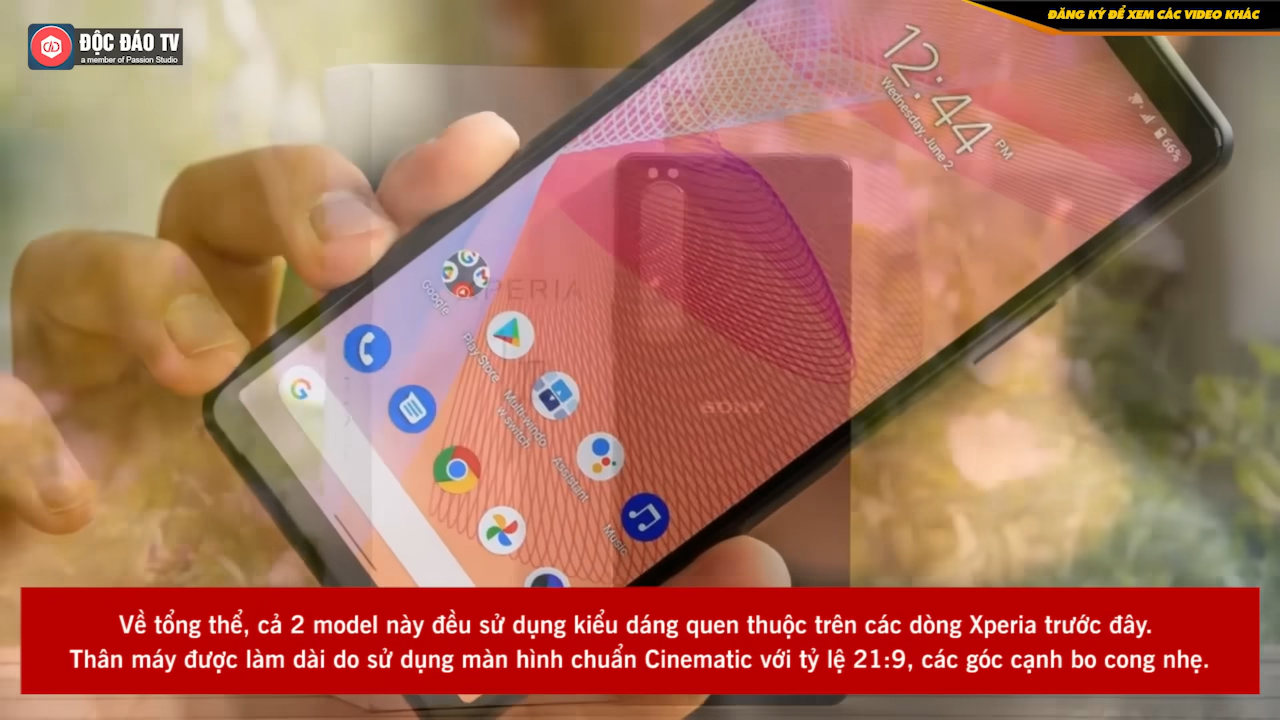 ĐỘC ĐÁO TV
a member of Passion Studio
ĐĂNG KÝ ĐỂ XEM CÁC VIDEO KHÁC
12:44 PM
Wednesday, June 2
66%
Google
Play Store
Multi-windo
w switch
Assistant
Music
XPERIA
SONY
Về tổng thể, cả 2 model này đều sử dụng kiểu dáng quen thuộc trên các dòng Xperia trước đây.
Thân máy được làm dài do sử dụng màn hình chuẩn Cinematic với tỷ lệ 21:9, các góc cạnh bo cong nhẹ.